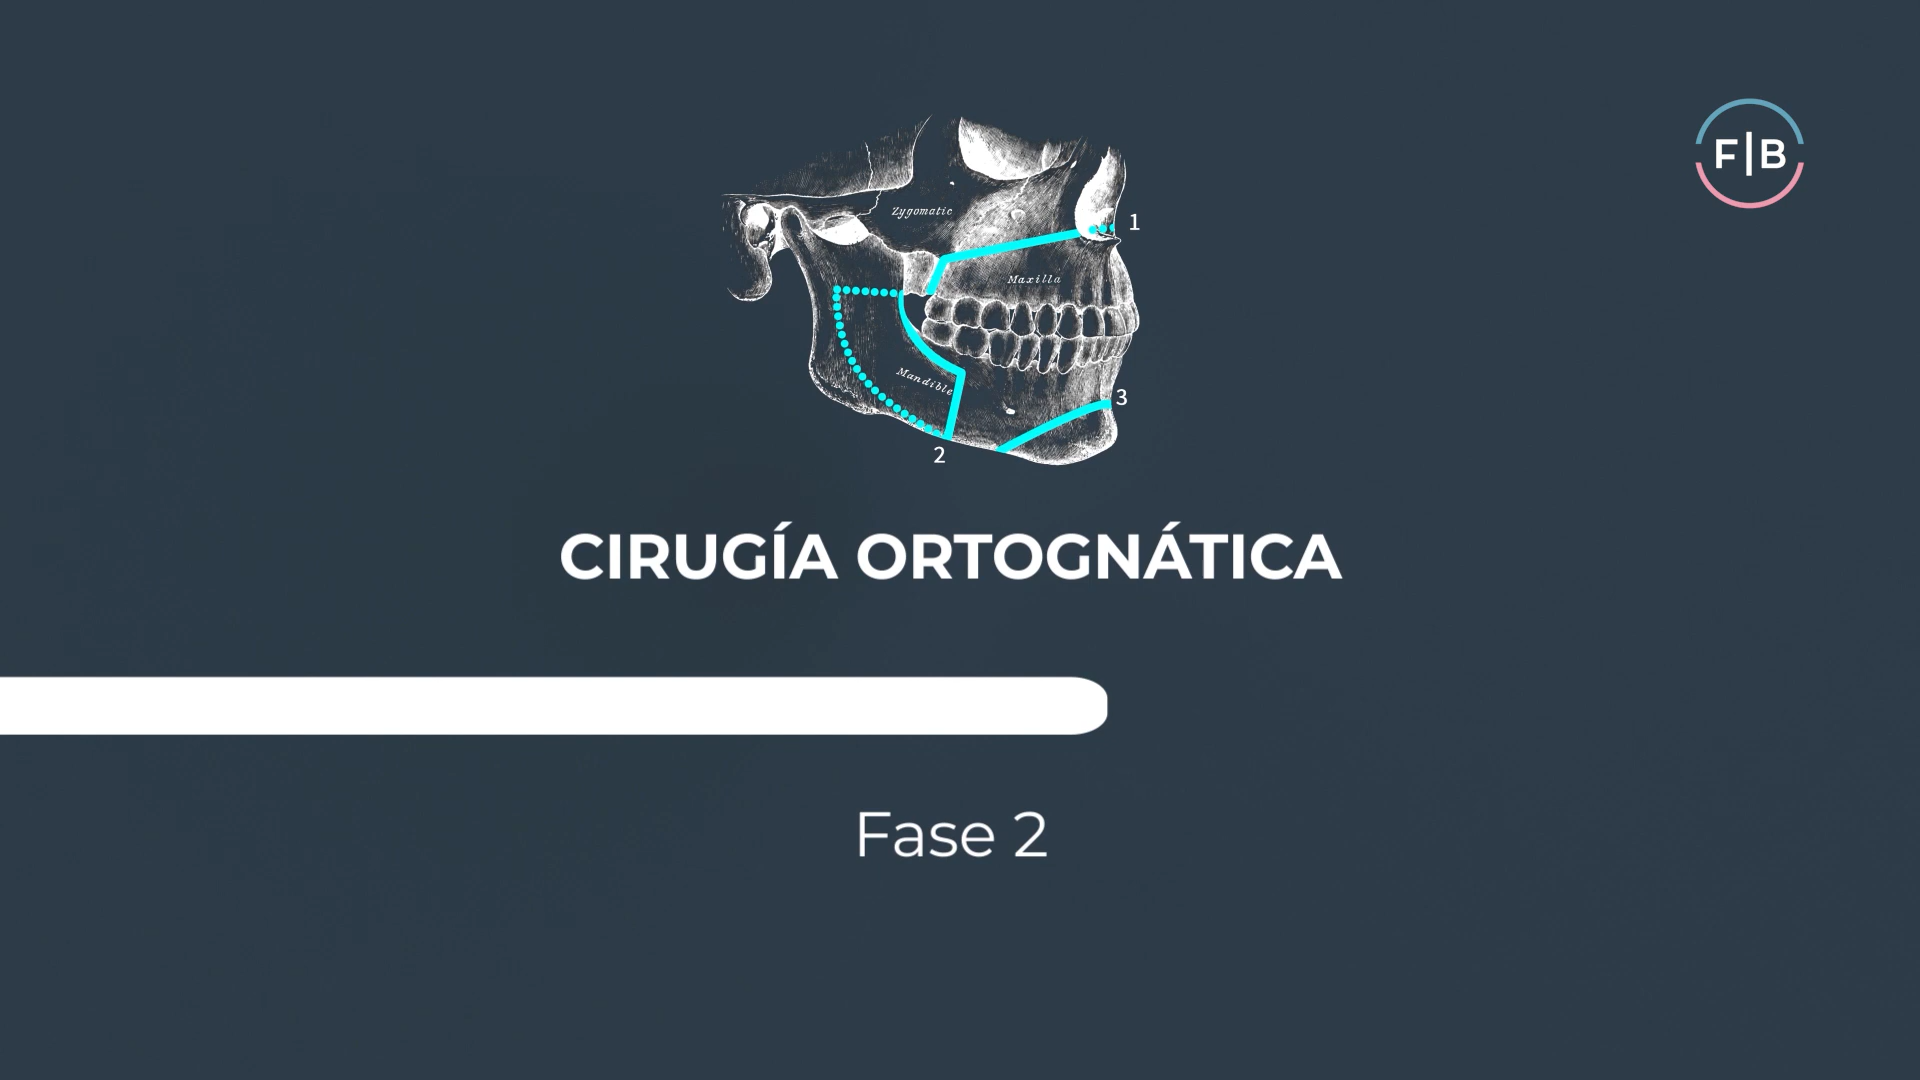 F|B
1
Zygomatic
Maxilla
Mandible
3
2
CIRUGÍA ORTOGNÁTICA
Fase 2